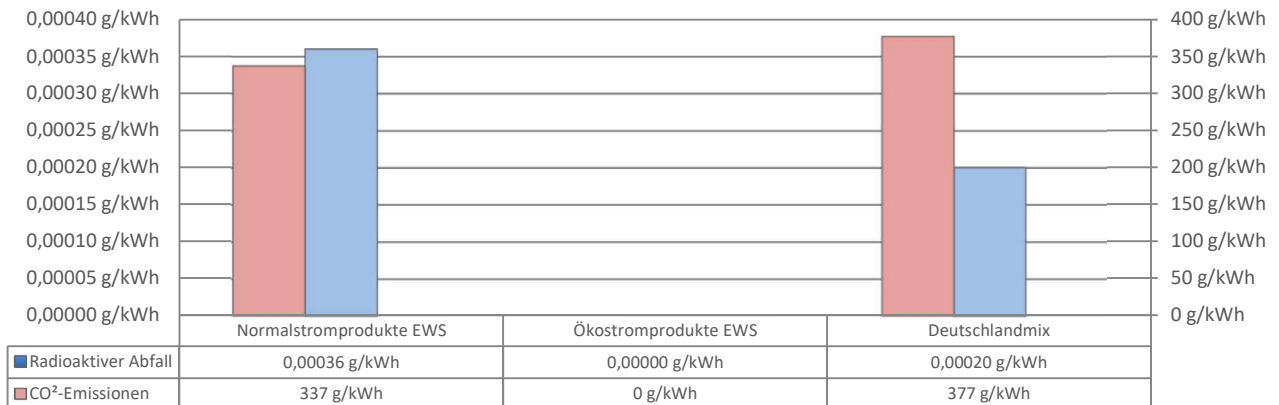 0,00040 g/kWh
0,00035 g/kWh
0,00030 g/kWh
0,00025 g/kWh
0,00020 g/kWh
0,00015 g/kWh
0,00010 g/kWh
0,00005 g/kWh
0,00000 g/kWh
400 g/kWh
350 g/kWh
300 g/kWh
250 g/kWh
200 g/kWh
150 g/kWh
100 g/kWh
50 g/kWh
0 g/kWh
Normalstromprodukte EWS Ökostromprodukte EWS Deutschlandmix
Radioaktiver Abfall 0,00036 g/kWh 0,00000 g/kWh 0,00020 g/kWh
CO²-Emissionen 337 g/kWh 0 g/kWh 377 g/kWh